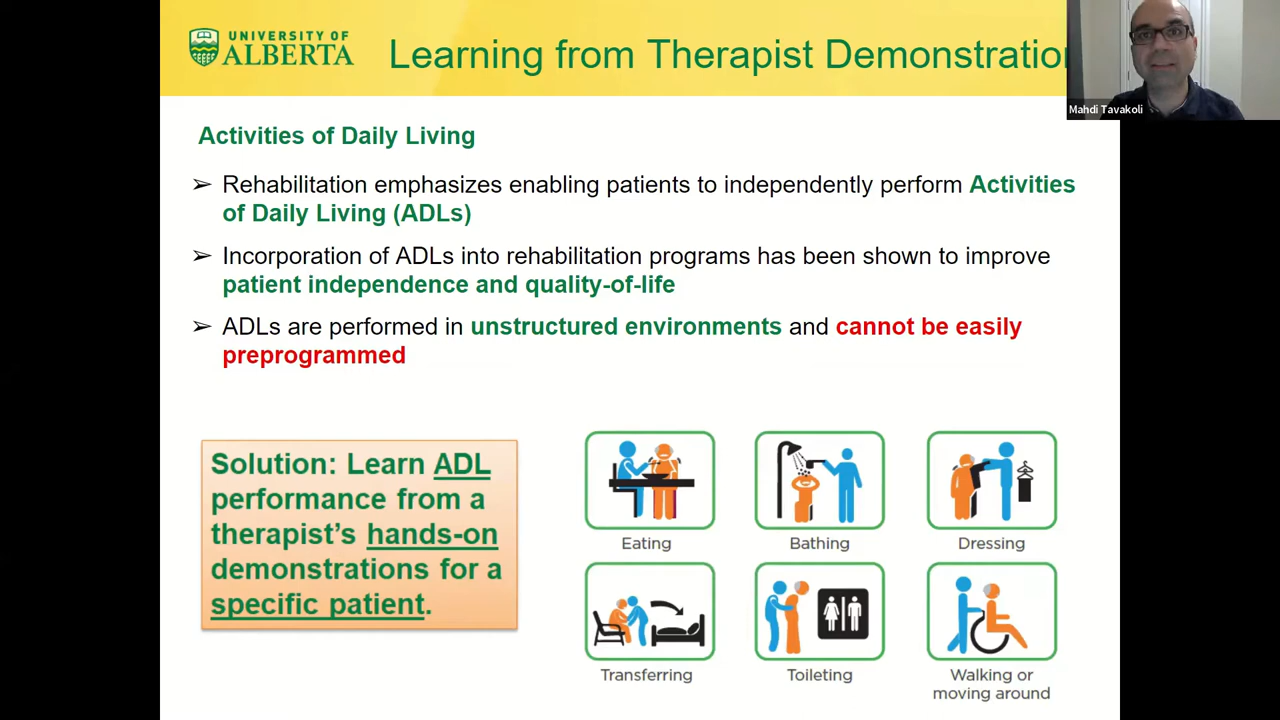 UNIVERSITY OF
ALBERTA
Learning from Therapist Demonstration
Mahdi Tavakoli
Activities of Daily Living
➢ Rehabilitation emphasizes enabling patients to independently perform Activities
of Daily Living (ADLs)
➢ Incorporation of ADLs into rehabilitation programs has been shown to improve
patient independence and quality-of-life
➢ ADLs are performed in unstructured environments and cannot be easily
preprogrammed
Solution: Learn ADL
performance from a
therapist’s hands-on
demonstrations for a
specific patient.
Eating
Bathing
Dressing
Transferring
Toileting
Walking or
moving around